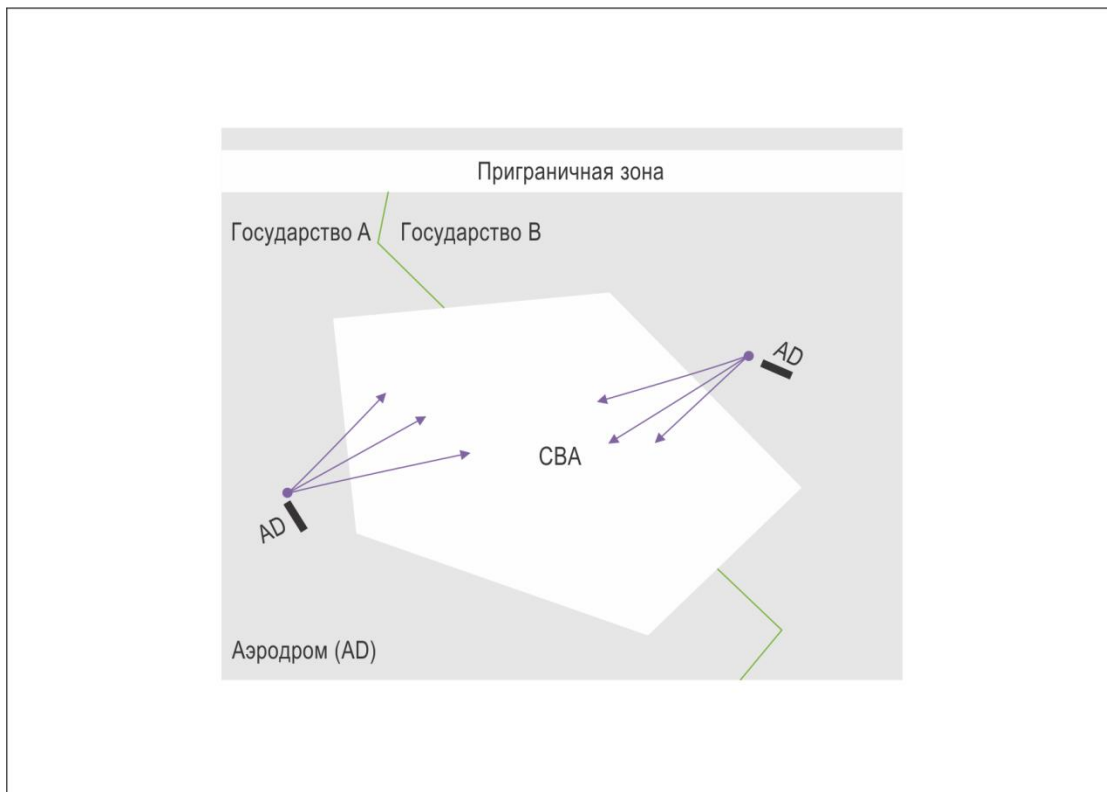 Приграничная зона
Государство А
Государство В
AD
СВА
AD
Аэродром (AD)